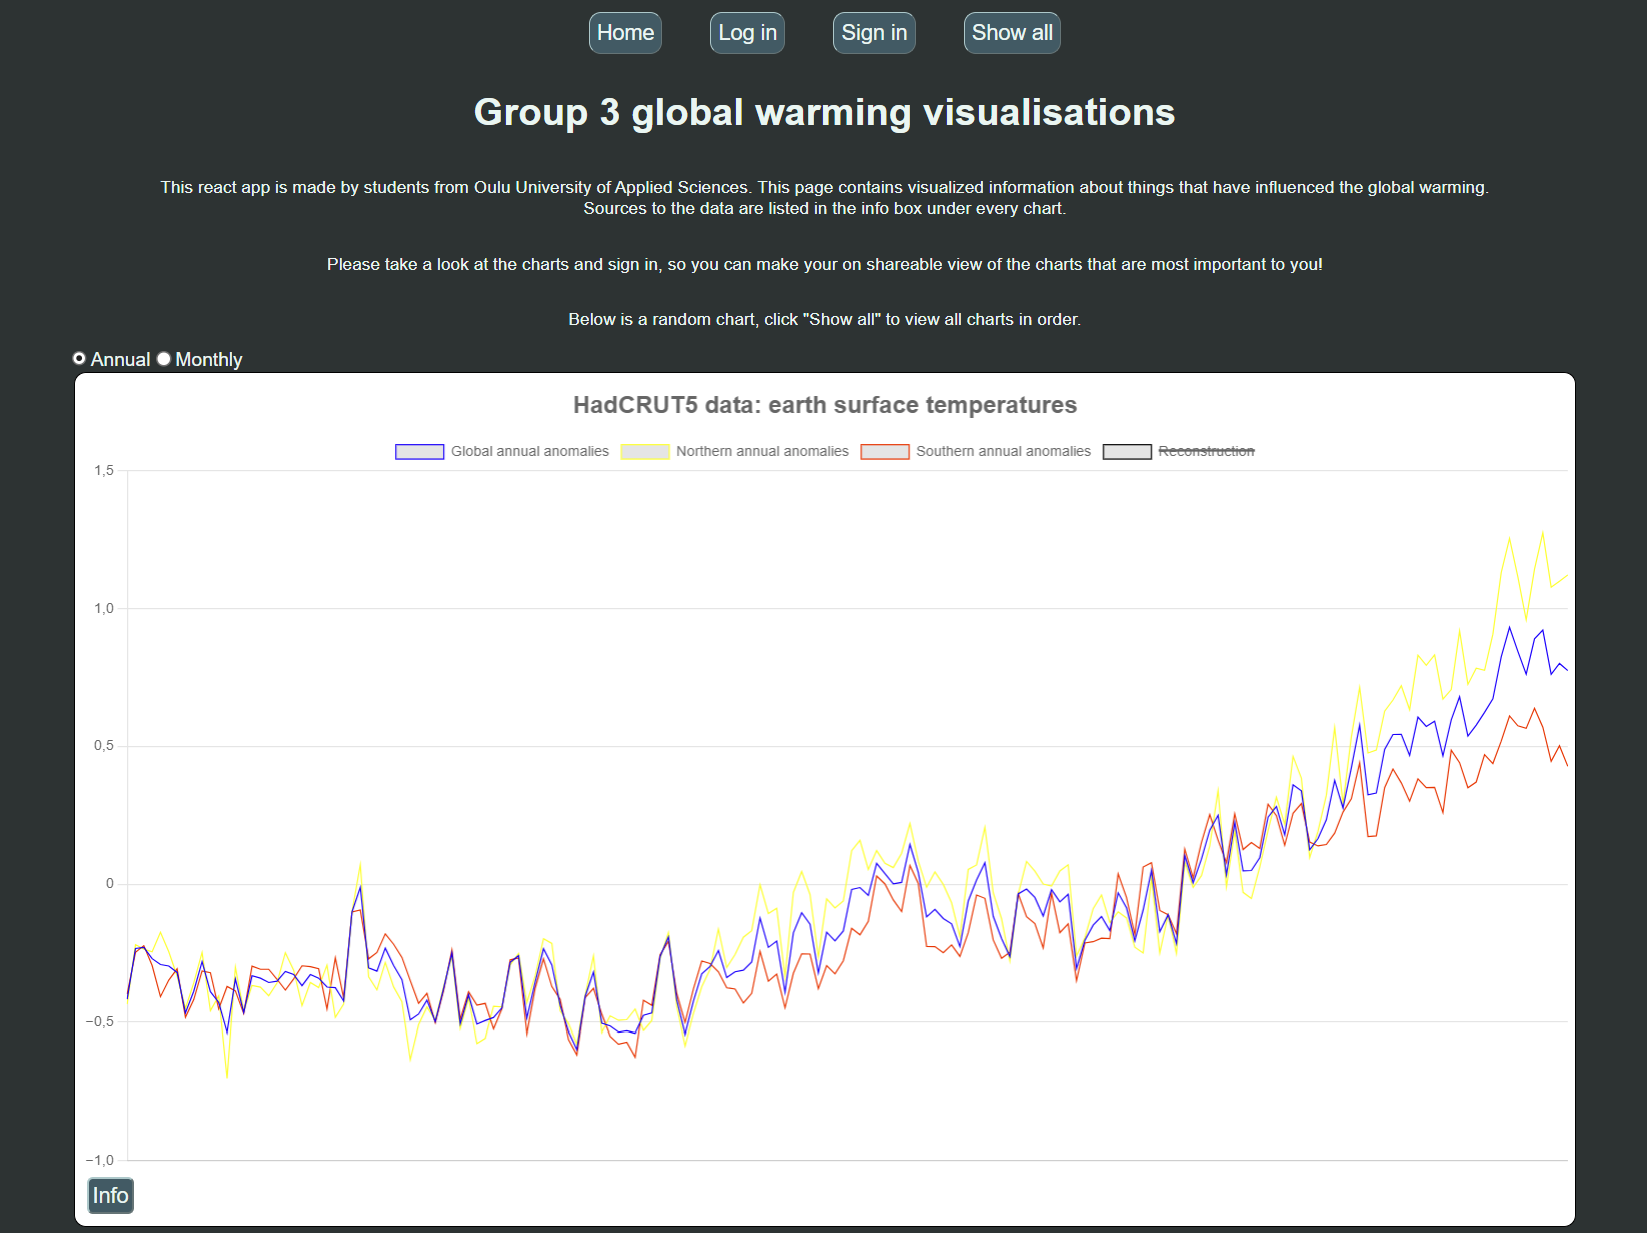 Home Log in Sign in Show all
Group 3 global warming visualisations
This react app is made by students from Oulu University of Applied Sciences. This page contains visualized information about things that have influenced the global warming.
Sources to the data are listed in the info box under every chart.
Please take a look at the charts and sign in, so you can make your on shareable view of the charts that are most important to you!
Below is a random chart, click "Show all" to view all charts in order.
Annual Monthly
HadCRUT5 data: earth surface temperatures
Global annual anomalies Northern annual anomalies Southern annual anomalies Reconstruction
1,5
1,0
0,5
0
−0,5
−1,0
Info